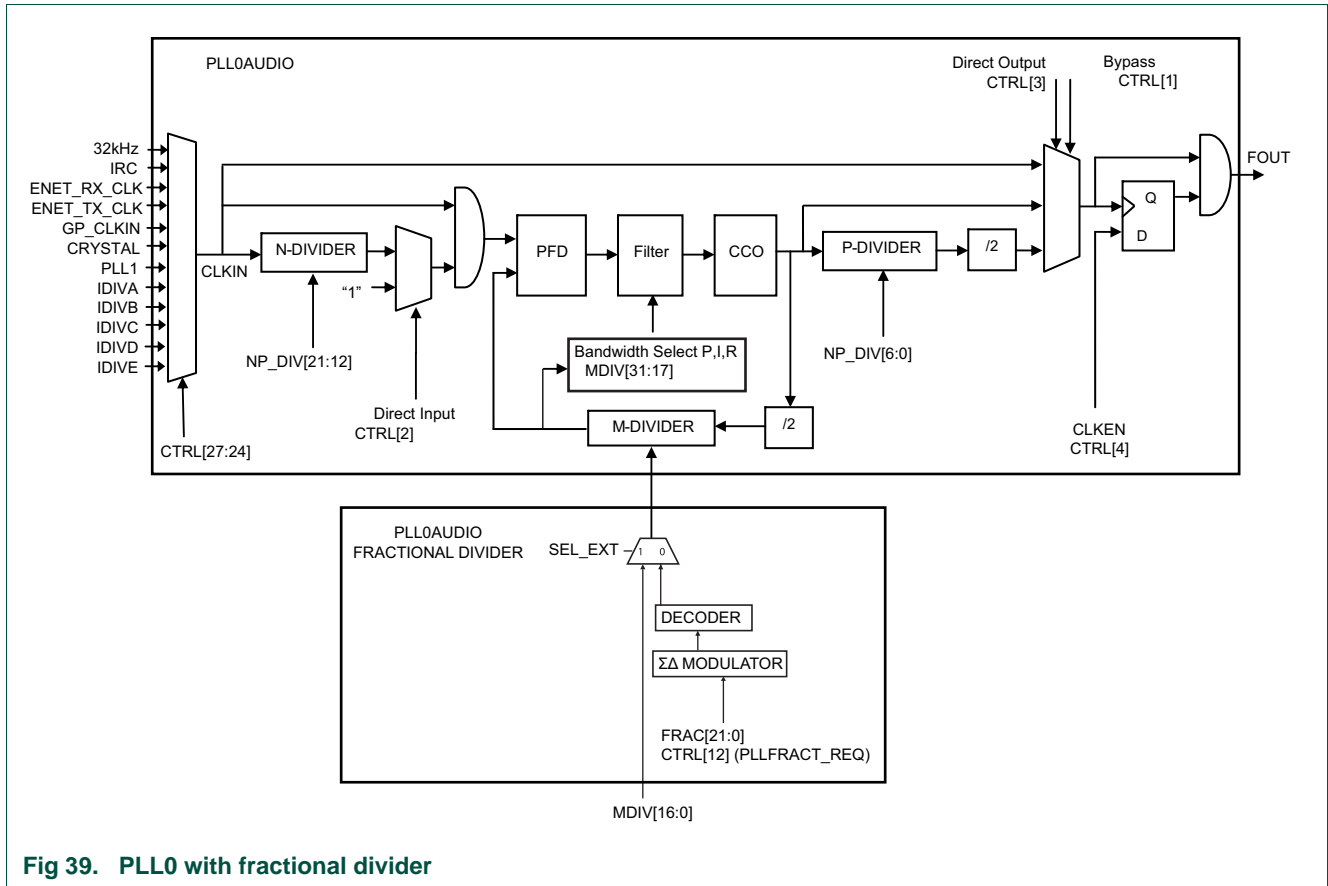 PLL0AUDIO
Direct Output
CTRL[3]
Bypass
CTRL[1]
32kHz
IRC
ENET_RX_CLK
ENET_TX_CLK
GP_CLKIN
CRYSTAL
PLL1
IDIVA
IDIVB
IDIVC
IDIVD
IDIVE
CLKIN
CTRL[27:24]
N-DIVIDER
NP_DIV[21:12]
“1”
Direct Input
CTRL[2]
PFD
Filter
CCO
P-DIVIDER
/2
NP_DIV[6:0]
Bandwidth Select P,I,R
MDIV[31:17]
M-DIVIDER
/2
Q
D
FOUT
CLKEN
CTRL[4]
PLL0AUDIO
FRACTIONAL DIVIDER
SEL_EXT
1 0
DECODER
ΣΔ MODULATOR
FRAC[21:0]
CTRL[12] (PLLFRACT_REQ)
MDIV[16:0]
Fig 39. PLL0 with fractional divider